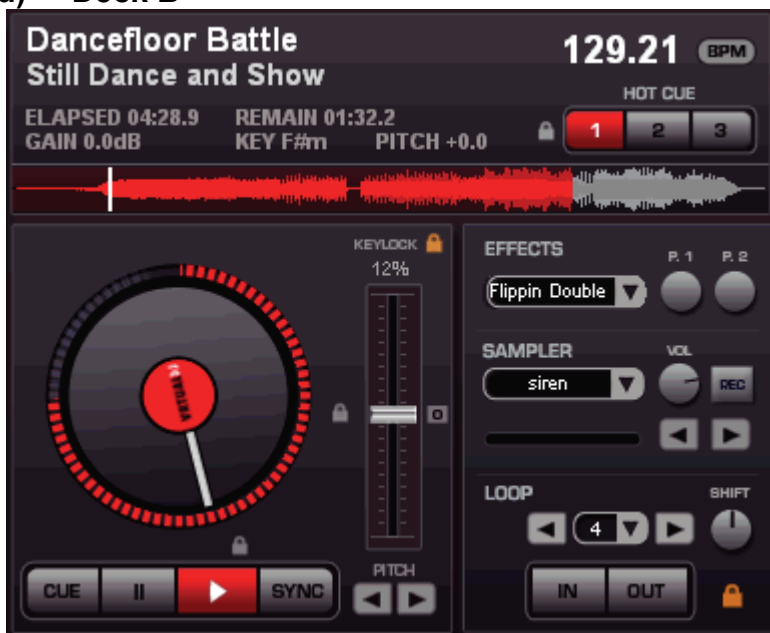 Dancefloor Battle
129.21 BPM
Still Dance and Show
HOT CUE
ELAPSED 04:28.9 REMAIN 01:32.2
1 2 3
GAIN 0.0dB KEY F#m PITCH +0.0
KEYLOCK
12%
0
CUE II SYNC
PITCH
EFFECTS P. 1 P. 2
Flippin Double
SAMPLER VOL
siren REC
LOOP SHIFT
4
IN OUT